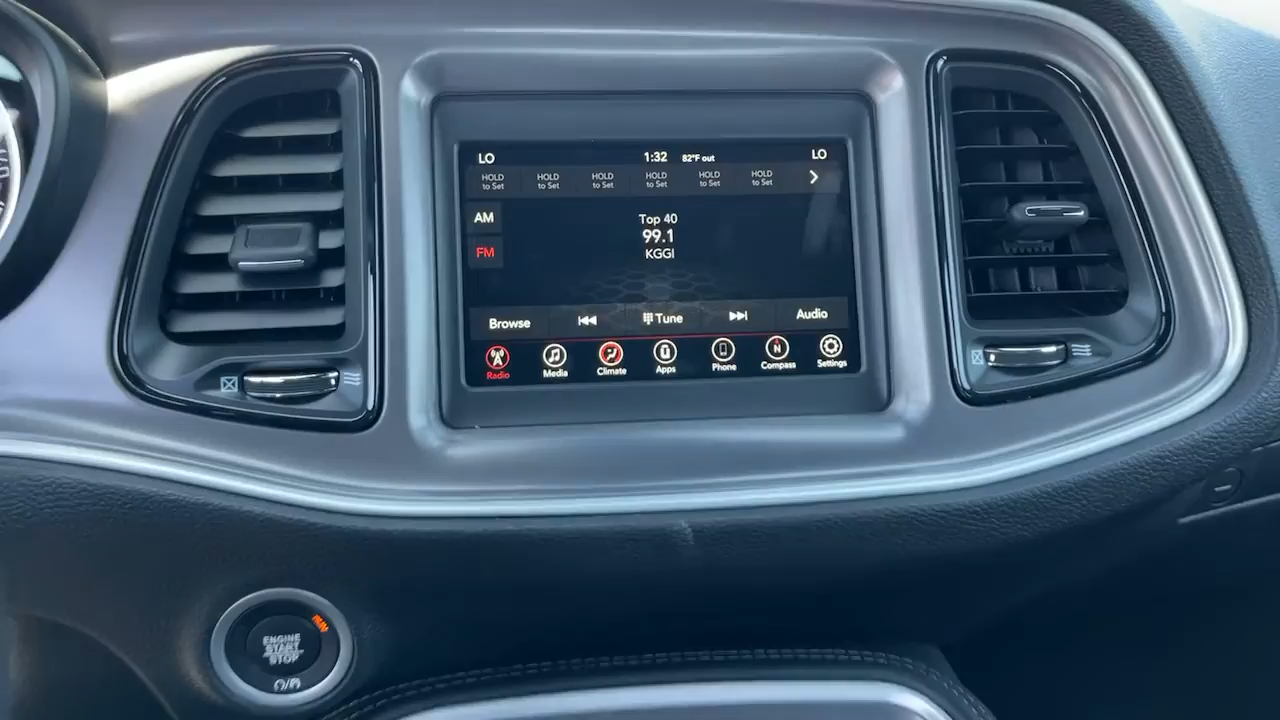 LO 1:32 82°F out LO
HOLD to Set
HOLD to Set
HOLD to Set
HOLD to Set
HOLD to Set
HOLD to Set
AM
Top 40
99.1
FM
KGGI
Browse Tune Audio
Radio Media Climate Apps Phone N Compass Settings
RUN
ENGINE
START
STOP